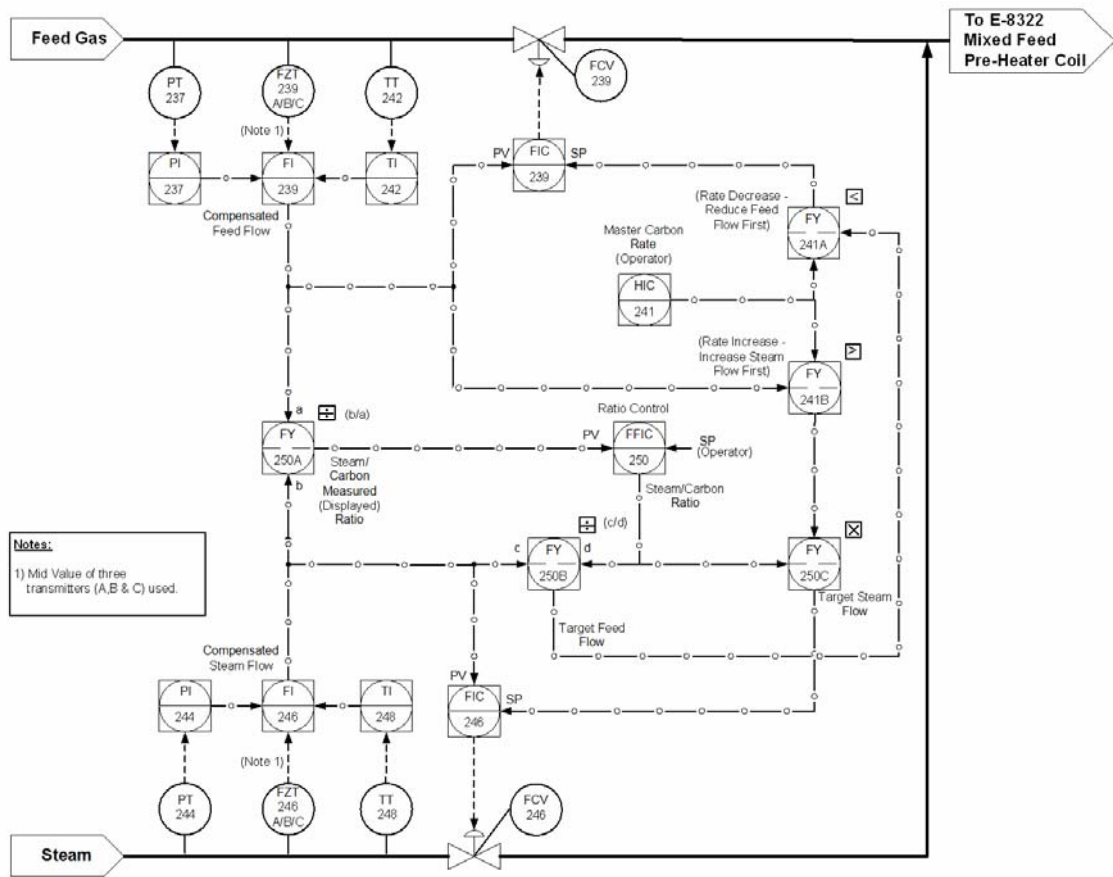 Feed Gas
To E-8322
Mixed Feed
Pre-Heater Coil
PT
237
FZT
239
A/B/C
TT
242
FCV
239
(Note 1)
PI
237
FI
239
TI
242
PV
FIC
239
SP
Compensated
Feed Flow
(Rate Decrease -
Reduce Feed
Flow First)
<
FY
241A
Master Carbon
Rate
(Operator)
HIC
241
(Rate Increase -
Increase Steam
Flow First)
>
FY
241B
a
÷ (b/a)
FY
250A
b
Steam/
Carbon
Measured
(Displayed)
Ratio
Ratio Control
PV
FFIC
250
SP
(Operator)
Steam/Carbon
Ratio
÷ (c/d)
c
FY
250B
d
X
FY
250C
Target Steam
Flow
Target Feed
Flow
Notes:
1) Mid Value of three
transmitters (A,B & C) used.
Compensated
Steam Flow
PI
244
FI
246
TI
248
PV
FIC
246
SP
(Note 1)
PT
244
FZT
246
A/B/C
TT
248
FCV
246
Steam